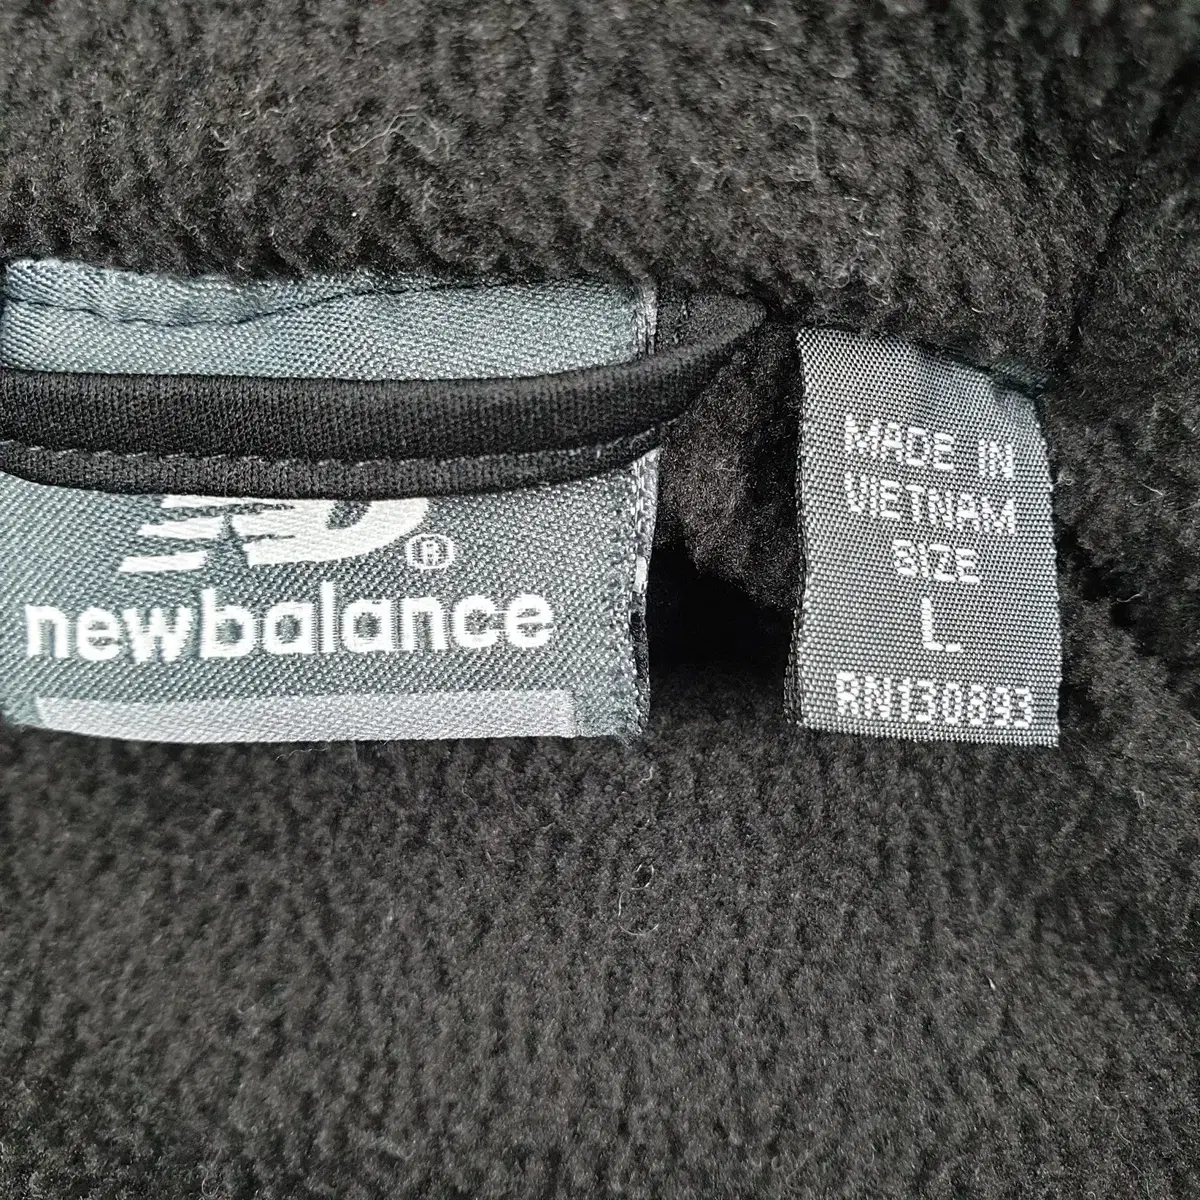 ®
newbalance
MADE IN
VIETNAM
SIZE
L
RN130893